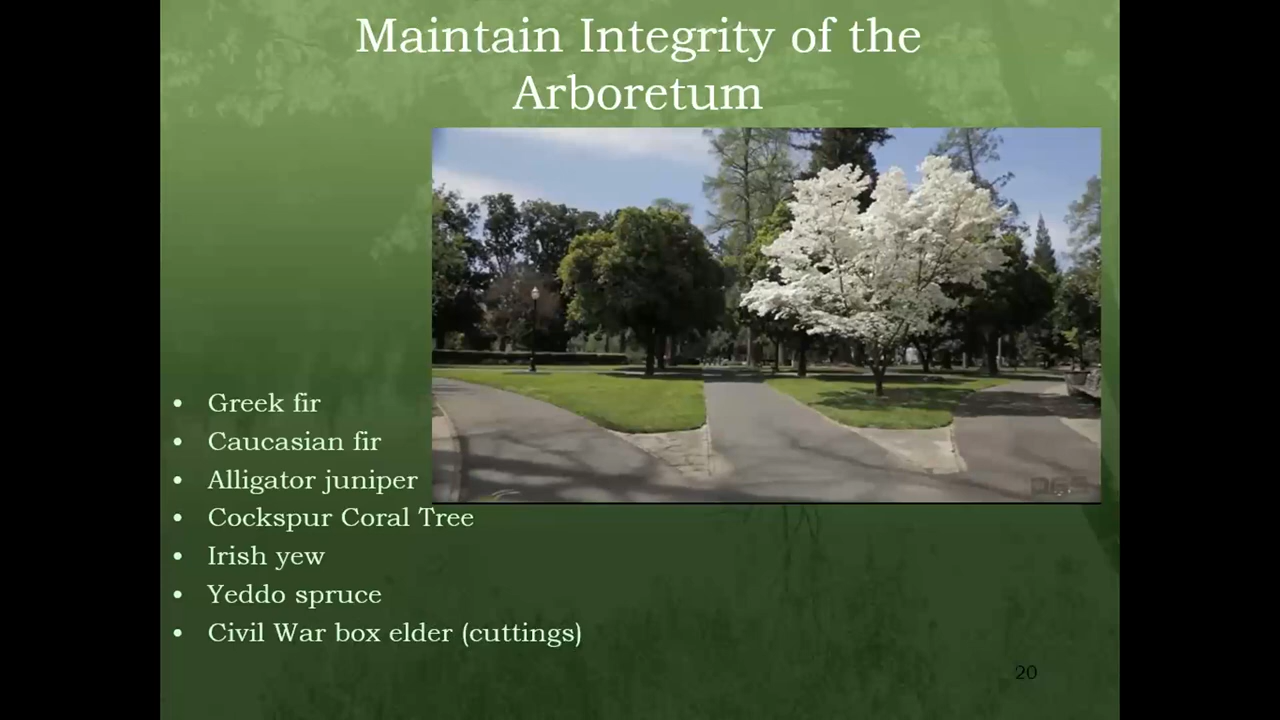 Maintain Integrity of the
Arboretum
• Greek fir
• Caucasian fir
• Alligator juniper
• Cockspur Coral Tree
• Irish yew
• Yeddo spruce
• Civil War box elder (cuttings)
20